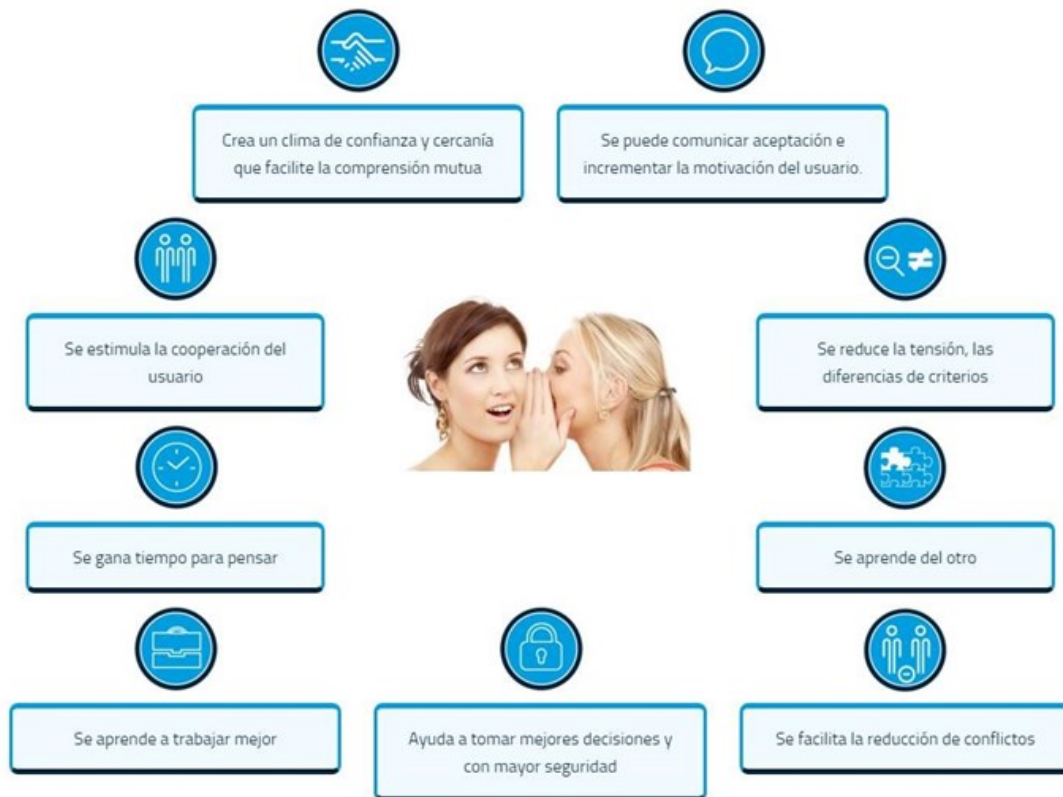 Crea un clima de confianza y cercanía
que facilite la comprensión mutua
Se puede comunicar aceptación e
incrementar la motivación del usuario.
Se estimula la cooperación del
usuario
Se reduce la tensión, las
diferencias de criterios
Se gana tiempo para pensar
Se aprende del otro
Se aprende a trabajar mejor
Ayuda a tomar mejores decisiones y
con mayor seguridad
Se facilita la reducción de conflictos